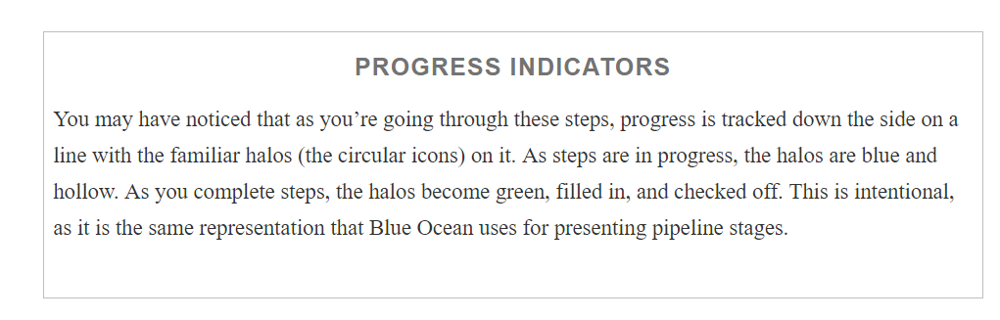 PROGRESS INDICATORS
You may have noticed that as you’re going through these steps, progress is tracked down the side on a
line with the familiar halos (the circular icons) on it. As steps are in progress, the halos are blue and
hollow. As you complete steps, the halos become green, filled in, and checked off. This is intentional,
as it is the same representation that Blue Ocean uses for presenting pipeline stages.